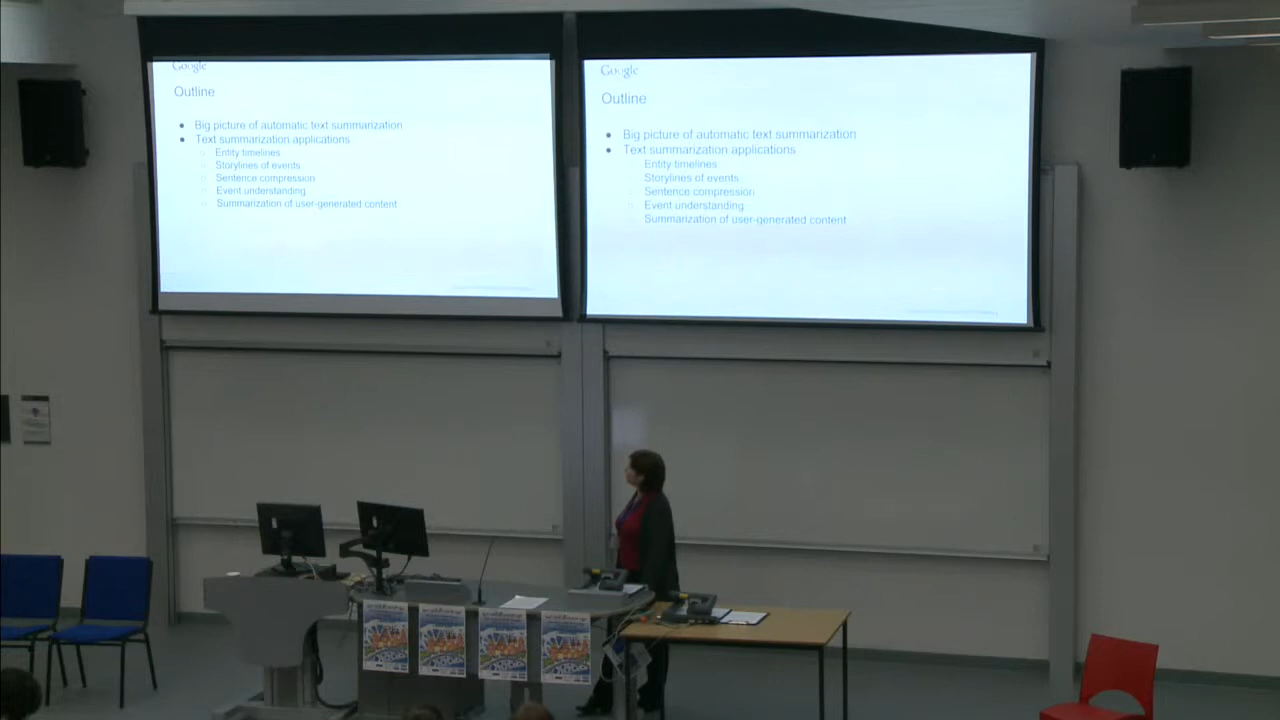 Google
Outline
● Big picture of automatic text summarization
● Text summarization applications
○ Entity timelines
○ Storylines of events
○ Sentence compression
○ Event understanding
○ Summarization of user-generated content
Google
Outline
● Big picture of automatic text summarization
● Text summarization applications
Entity timelines
Storylines of events
Sentence compression
Event understanding
Summarization of user-generated content